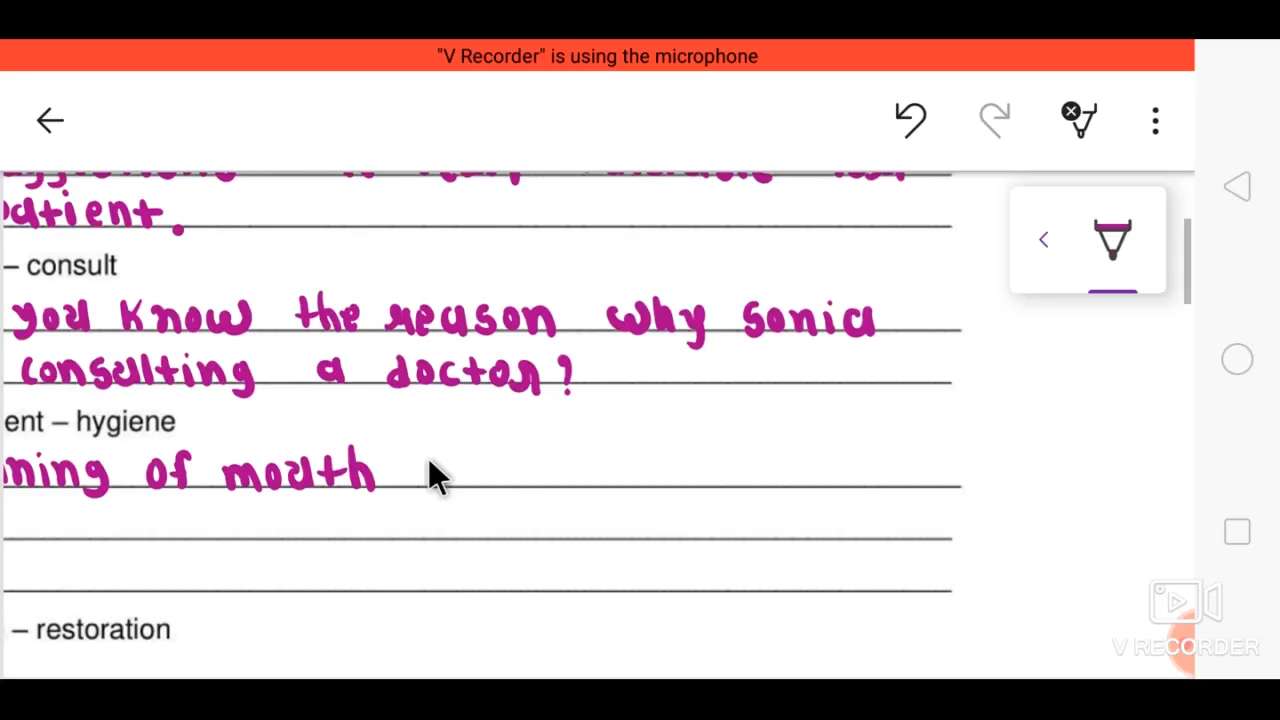 "V Recorder" is using the microphone
patient.
– consult
you know the reason why sonia
consulting a doctor?
ent – hygiene
ning of mouth
– restoration
V RECORDER